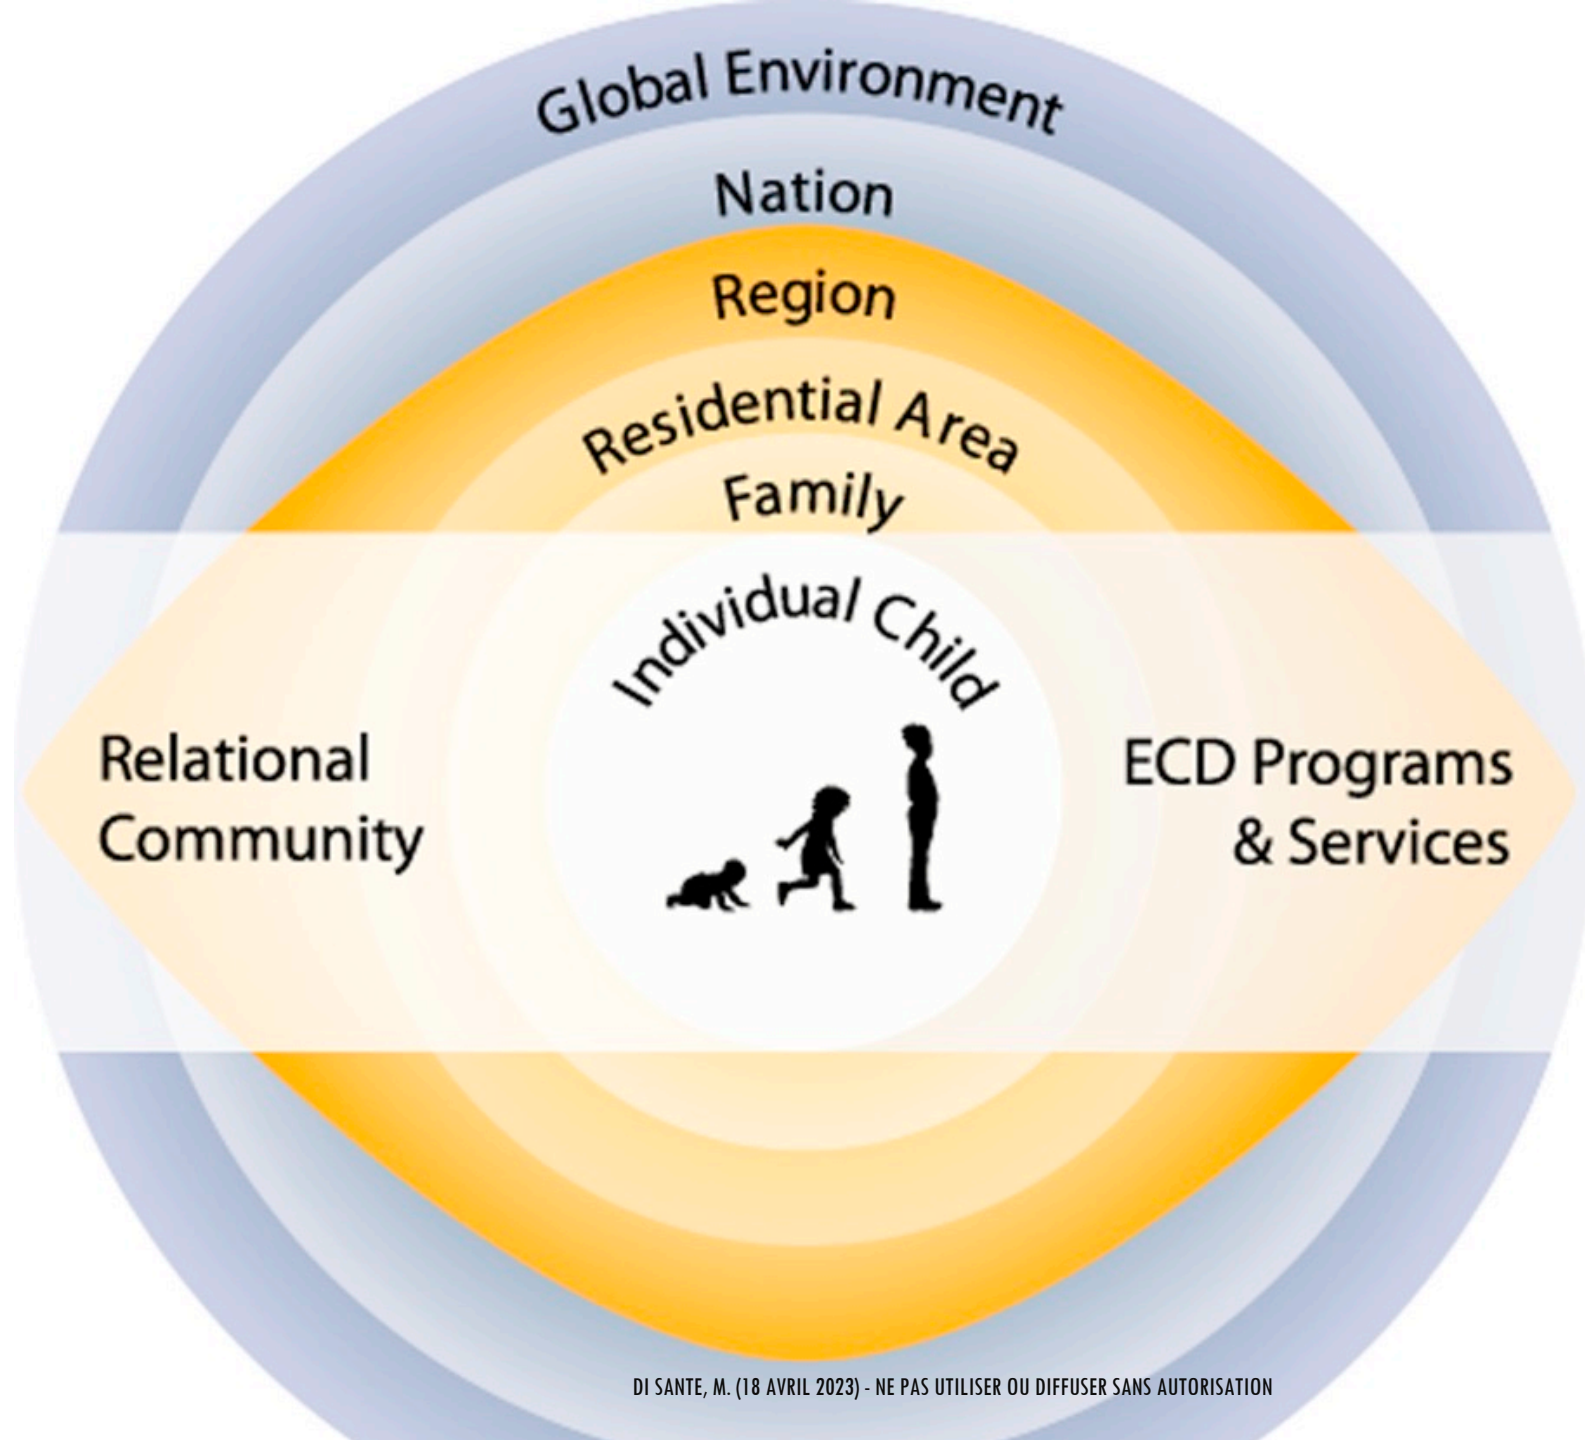 Global Environment
Nation
Region
Residential Area
Family
Individual Child
Relational
Community
ECD Programs
& Services
DI SANTE, M. (18 AVRIL 2023) - NE PAS UTILISER OU DIFFUSER SANS AUTORISATION